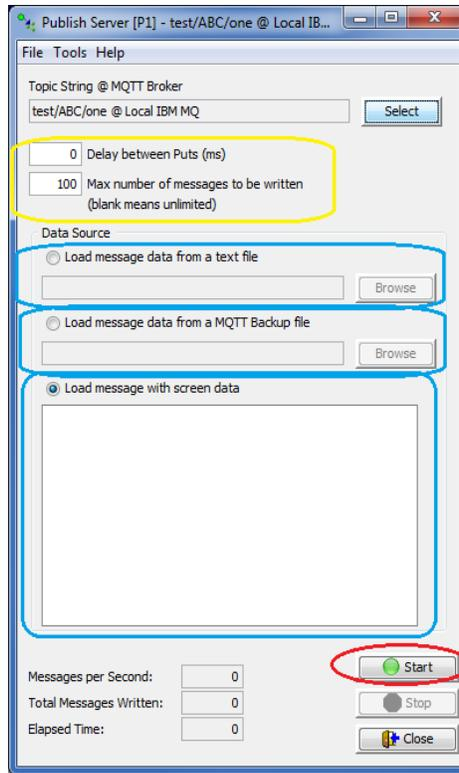 Publish Server [P1] - test/ABC/one @ Local IB...
File Tools Help
Topic String @ MQTT Broker
test/ABC/one @ Local IBM MQ
Select
0 Delay between Puts (ms)
100 Max number of messages to be written
(blank means unlimited)
Data Source
Load message data from a text file
Browse
Load message data from a MQTT Backup file
Browse
Load message with screen data
Start
Messages per Second: 0
Total Messages Written: 0
Stop
Elapsed Time: 0
Close